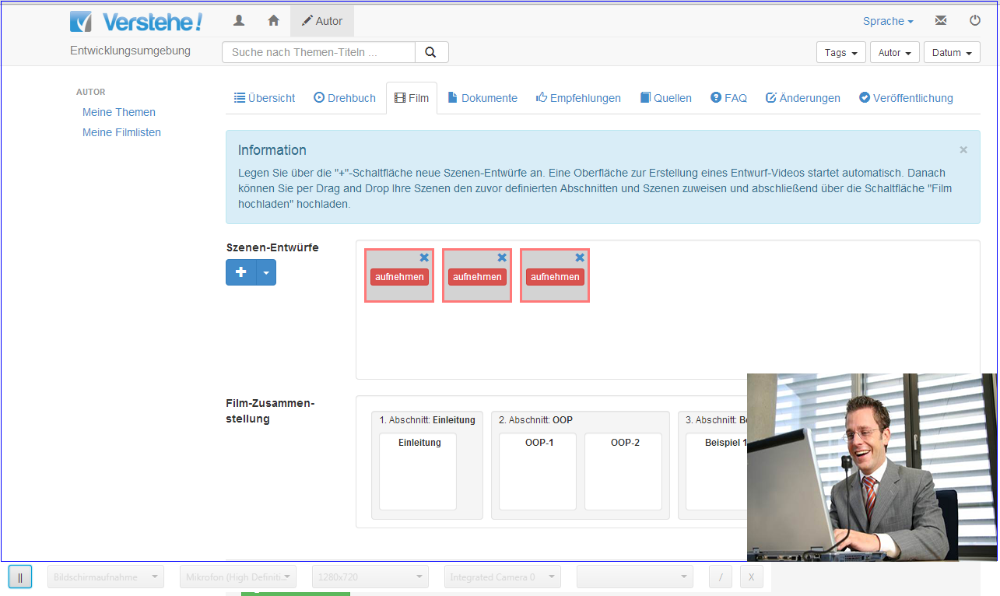 Verstehe!
Autor
Sprache
Entwicklungsumgebung
Suche nach Themen-Titeln ...
Tags
Autor
Datum
AUTOR
Meine Themen
Meine Filmlisten
Übersicht
Drehbuch
Film
Dokumente
Empfehlungen
Quellen
FAQ
Änderungen
Veröffentlichung
Information
×
Legen Sie über die "+"-Schaltfläche neue Szenen-Entwürfe an. Eine Oberfläche zur Erstellung eines Entwurf-Videos startet automatisch. Danach
können Sie per Drag and Drop Ihre Szenen den zuvor definierten Abschnitten und Szenen zuweisen und abschließend über die Schaltfläche "Film
hochladen" hochladen.
Szenen-Entwürfe
aufnehmen
aufnehmen
aufnehmen
Film-Zusammen-
stellung
1. Abschnitt: Einleitung
Einleitung
2. Abschnitt: OOP
OOP-1
OOP-2
3. Abschnitt:
Beispiel 1
||
Bildschirmaufnahme
Mikrofon (High Definiti...
1280x720
Integrated Camera 0
/
X